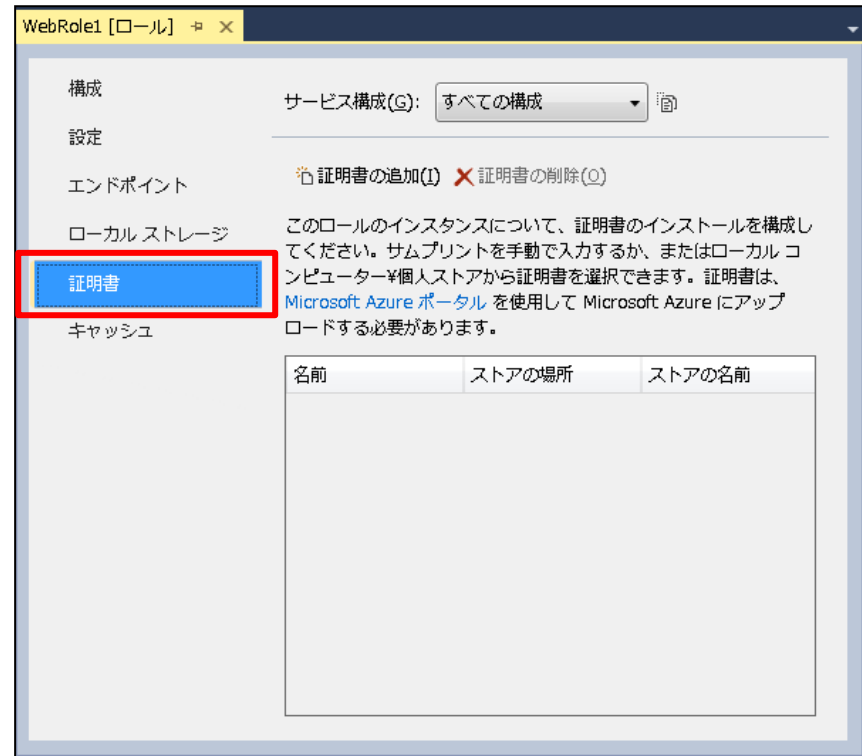 WebRole1 [ロール]
構成
設定
エンドポイント
ローカル ストレージ
証明書
キャッシュ
サービス構成(G): すべての構成
証明書の追加(I) 証明書の削除(O)
このロールのインスタンスについて、証明書のインストールを構成し
てください。サムプリントを手動で入力するか、またはローカル コ
ンピューター¥個人ストアから証明書を選択できます。証明書は、
Microsoft Azure ポータル を使用して Microsoft Azure にアップ
ロードする必要があります。
名前 ストアの場所 ストアの名前